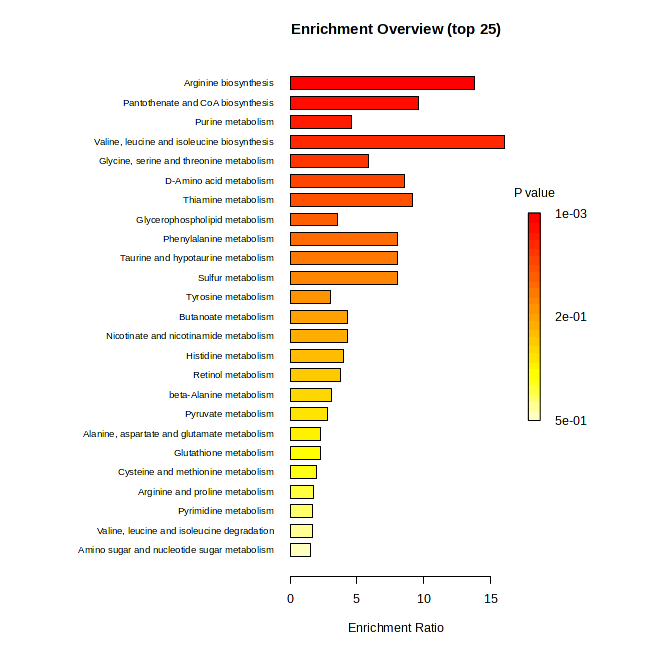 Enrichment Overview (top 25)
Arginine biosynthesis
Pantothenate and CoA biosynthesis
Purine metabolism
Valine, leucine and isoleucine biosynthesis
Glycine, serine and threonine metabolism
D-Amino acid metabolism
Thiamine metabolism
Glycerophospholipid metabolism
Phenylalanine metabolism
Taurine and hypotaurine metabolism
Sulfur metabolism
Tyrosine metabolism
Butanoate metabolism
Nicotinate and nicotinamide metabolism
Histidine metabolism
Retinol metabolism
beta-Alanine metabolism
Pyruvate metabolism
Alanine, aspartate and glutamate metabolism
Glutathione metabolism
Cysteine and methionine metabolism
Arginine and proline metabolism
Pyrimidine metabolism
Valine, leucine and isoleucine degradation
Amino sugar and nucleotide sugar metabolism
0 5 10 15
Enrichment Ratio
P value
1e-03
2e-01
5e-01